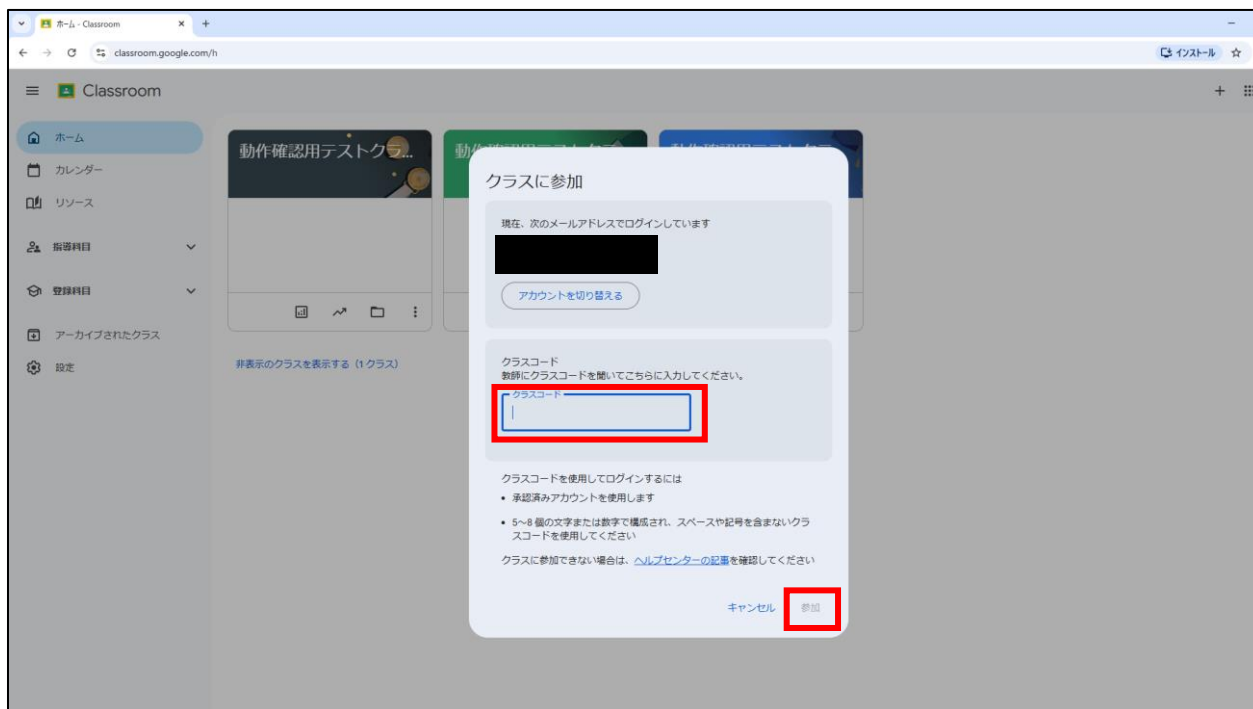 ホーム - Classroom
classroom.google.com/h
インストール
Classroom
ホーム
カレンダー
リソース
指導科目
登録科目
アーカイブされたクラス
設定
動作確認用テストクラ...
非表示のクラスを表示する (1 クラス)
クラスに参加
現在、次のメールアドレスでログインしています
アカウントを切り替える
クラスコード
教師にクラスコードを聞いてこちらに入力してください。
クラスコード
クラスコードを使用してログインするには
• 承認済みアカウントを使用します
• 5~8 個の文字または数字で構成され、スペースや記号を含まないクラ
スコードを使用してください
クラスに参加できない場合は、ヘルプセンターの記事を確認してください
キャンセル
参加